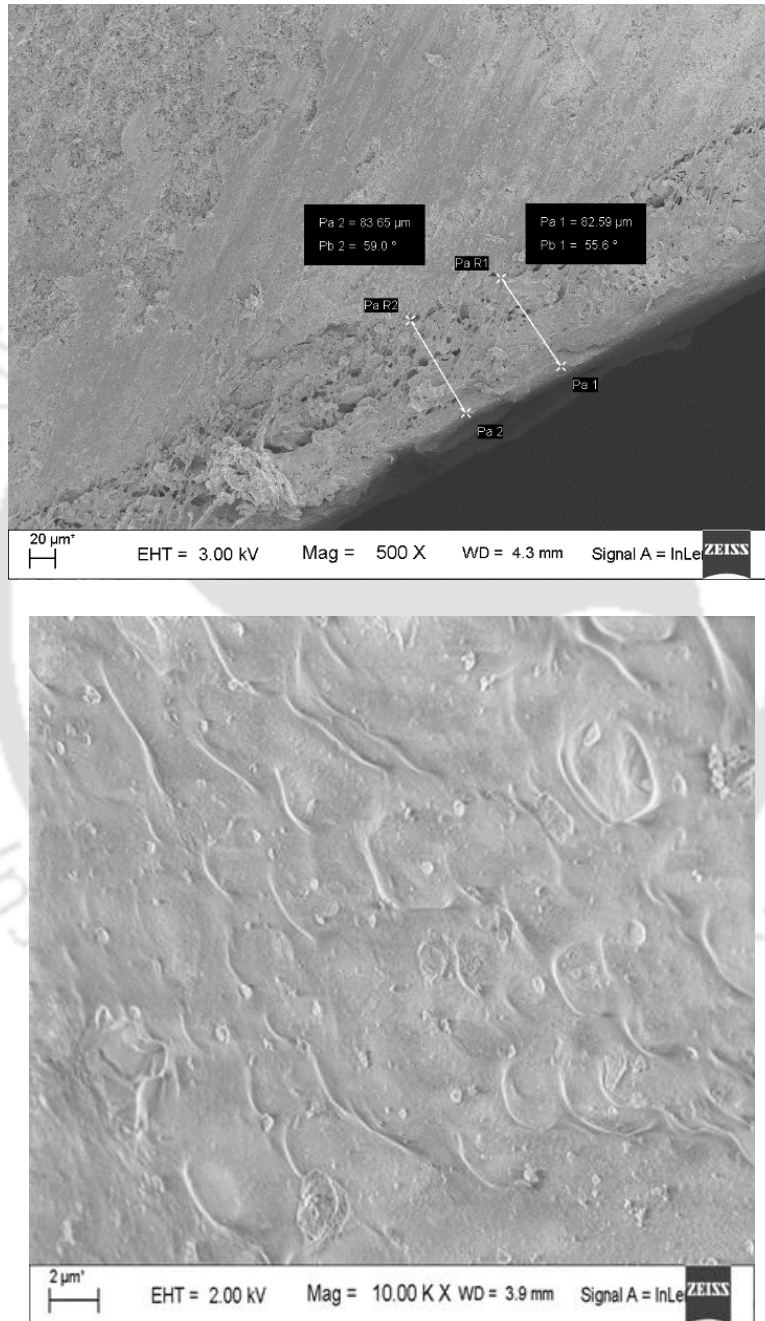 Pa 2 = 83.65 µm
Pb 2 = 59.0 °
Pa 1 = 82.59 µm
Pb 1 = 55.6 °
Pa R1
Pa R2
Pa 1
Pa 2
20 µm*
EHT = 3.00 kV Mag = 500 X WD = 4.3 mm Signal A = InLe ZEISS
2 µm*
EHT = 2.00 kV Mag = 10.00 K X WD = 3.9 mm Signal A = InLe ZEISS